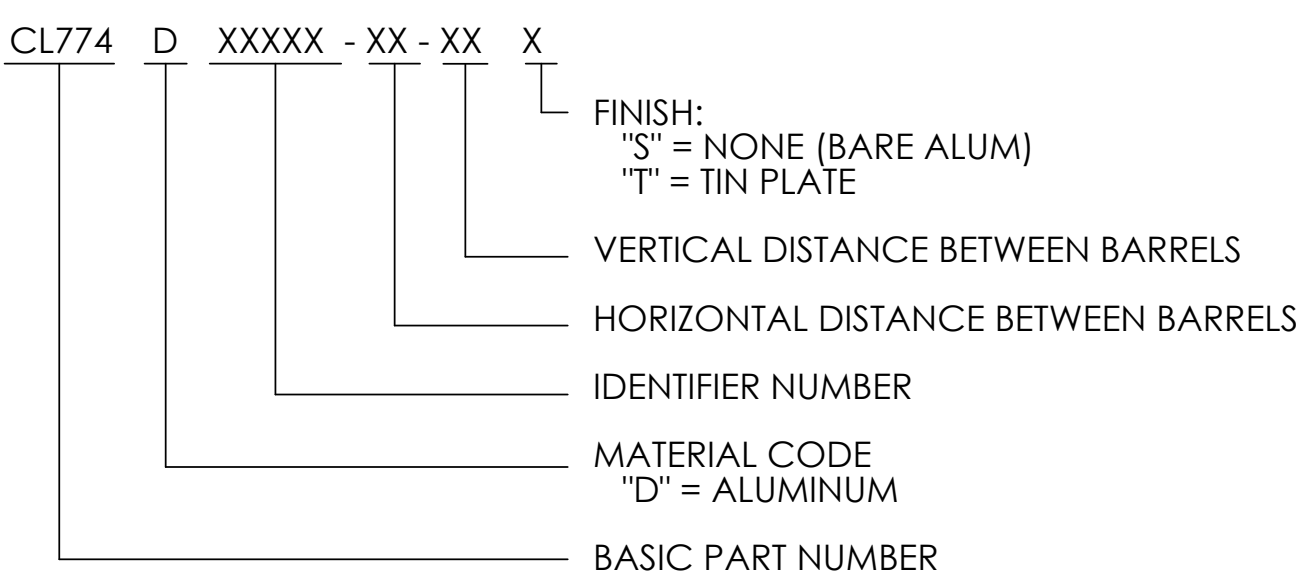 CL774 D XXXXX - XX - XX X
FINISH:
"S" = NONE (BARE ALUM)
"T" = TIN PLATE
VERTICAL DISTANCE BETWEEN BARRELS
HORIZONTAL DISTANCE BETWEEN BARRELS
IDENTIFIER NUMBER
MATERIAL CODE
"D" = ALUMINUM
BASIC PART NUMBER